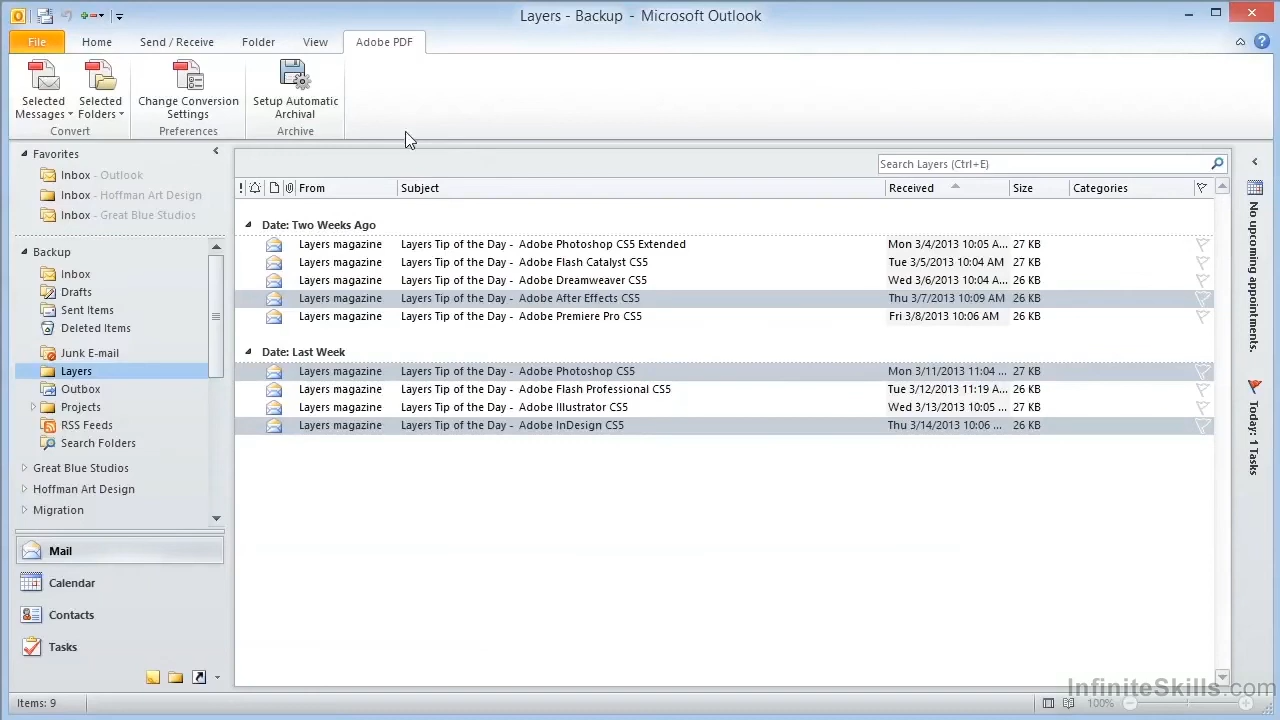 Layers - Backup - Microsoft Outlook
File Home Send / Receive Folder View Adobe PDF
Selected Messages
Selected Folders
Convert
Change Conversion Settings
Preferences
Setup Automatic Archival
Archive
Favorites
Inbox - Outlook
Inbox - Hoffman Art Design
Inbox - Great Blue Studios
Backup
Inbox
Drafts
Sent Items
Deleted Items
Junk E-mail
Layers
Outbox
Projects
RSS Feeds
Search Folders
Great Blue Studios
Hoffman Art Design
Migration
Mail
Calendar
Contacts
Tasks
Search Layers (Ctrl+E)
! From Subject Received Size Categories
Date: Two Weeks Ago
Layers magazine Layers Tip of the Day - Adobe Photoshop CS5 Extended Mon 3/4/2013 10:05 A... 27 KB
Layers magazine Layers Tip of the Day - Adobe Flash Catalyst CS5 Tue 3/5/2013 10:04 AM 27 KB
Layers magazine Layers Tip of the Day - Adobe Dreamweaver CS5 Wed 3/6/2013 10:04 A... 26 KB
Layers magazine Layers Tip of the Day - Adobe After Effects CS5 Thu 3/7/2013 10:09 AM 26 KB
Layers magazine Layers Tip of the Day - Adobe Premiere Pro CS5 Fri 3/8/2013 10:06 AM 26 KB
Date: Last Week
Layers magazine Layers Tip of the Day - Adobe Photoshop CS5 Mon 3/11/2013 11:04 ... 27 KB
Layers magazine Layers Tip of the Day - Adobe Flash Professional CS5 Tue 3/12/2013 11:19 A... 26 KB
Layers magazine Layers Tip of the Day - Adobe Illustrator CS5 Wed 3/13/2013 10:05 ... 27 KB
Layers magazine Layers Tip of the Day - Adobe InDesign CS5 Thu 3/14/2013 10:06 ... 26 KB
No upcoming appointments.
Today: 1 Tasks
Items: 9
100%
InfiniteSkills.com